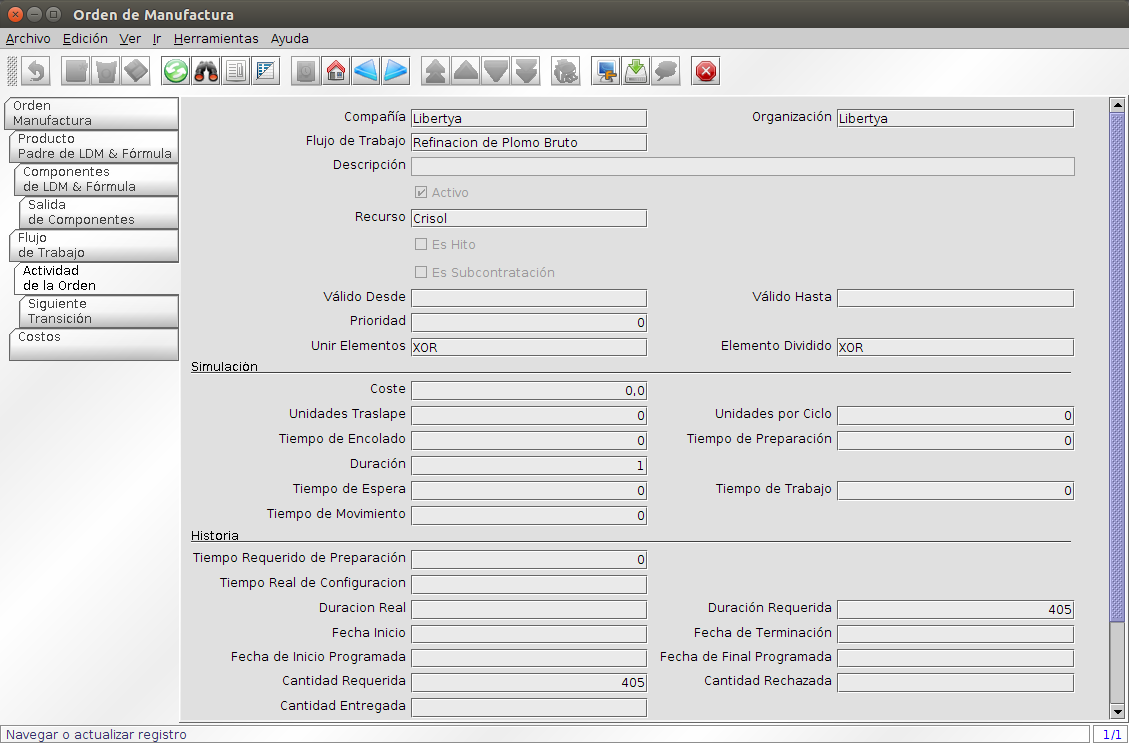 Orden de Manufactura
Archivo Edición Ver Ir Herramientas Ayuda
Orden
Manufactura
Producto
Padre de LDM & Fórmula
Componentes
de LDM & Fórmula
Salida
de Componentes
Flujo
de Trabajo
Actividad
de la Orden
Siguiente
Transición
Costos
Compañía Libertya Organización Libertya
Flujo de Trabajo Refinacion de Plomo Bruto
Descripción
Activo
Recurso Crisol
Es Hito
Es Subcontratación
Válido Desde Válido Hasta
Prioridad 0
Unir Elementos XOR Elemento Dividido XOR
Simulación
Coste 0,0
Unidades Traslape 0 Unidades por Ciclo 0
Tiempo de Encolado 0 Tiempo de Preparación 0
Duración 1
Tiempo de Espera 0 Tiempo de Trabajo 0
Tiempo de Movimiento 0
Historia
Tiempo Requerido de Preparación 0
Tiempo Real de Configuracion
Duracion Real Duración Requerida 405
Fecha Inicio Fecha de Terminación
Fecha de Inicio Programada Fecha de Final Programada
Cantidad Requerida 405 Cantidad Rechazada
Cantidad Entregada
Navegar o actualizar registro 1/1